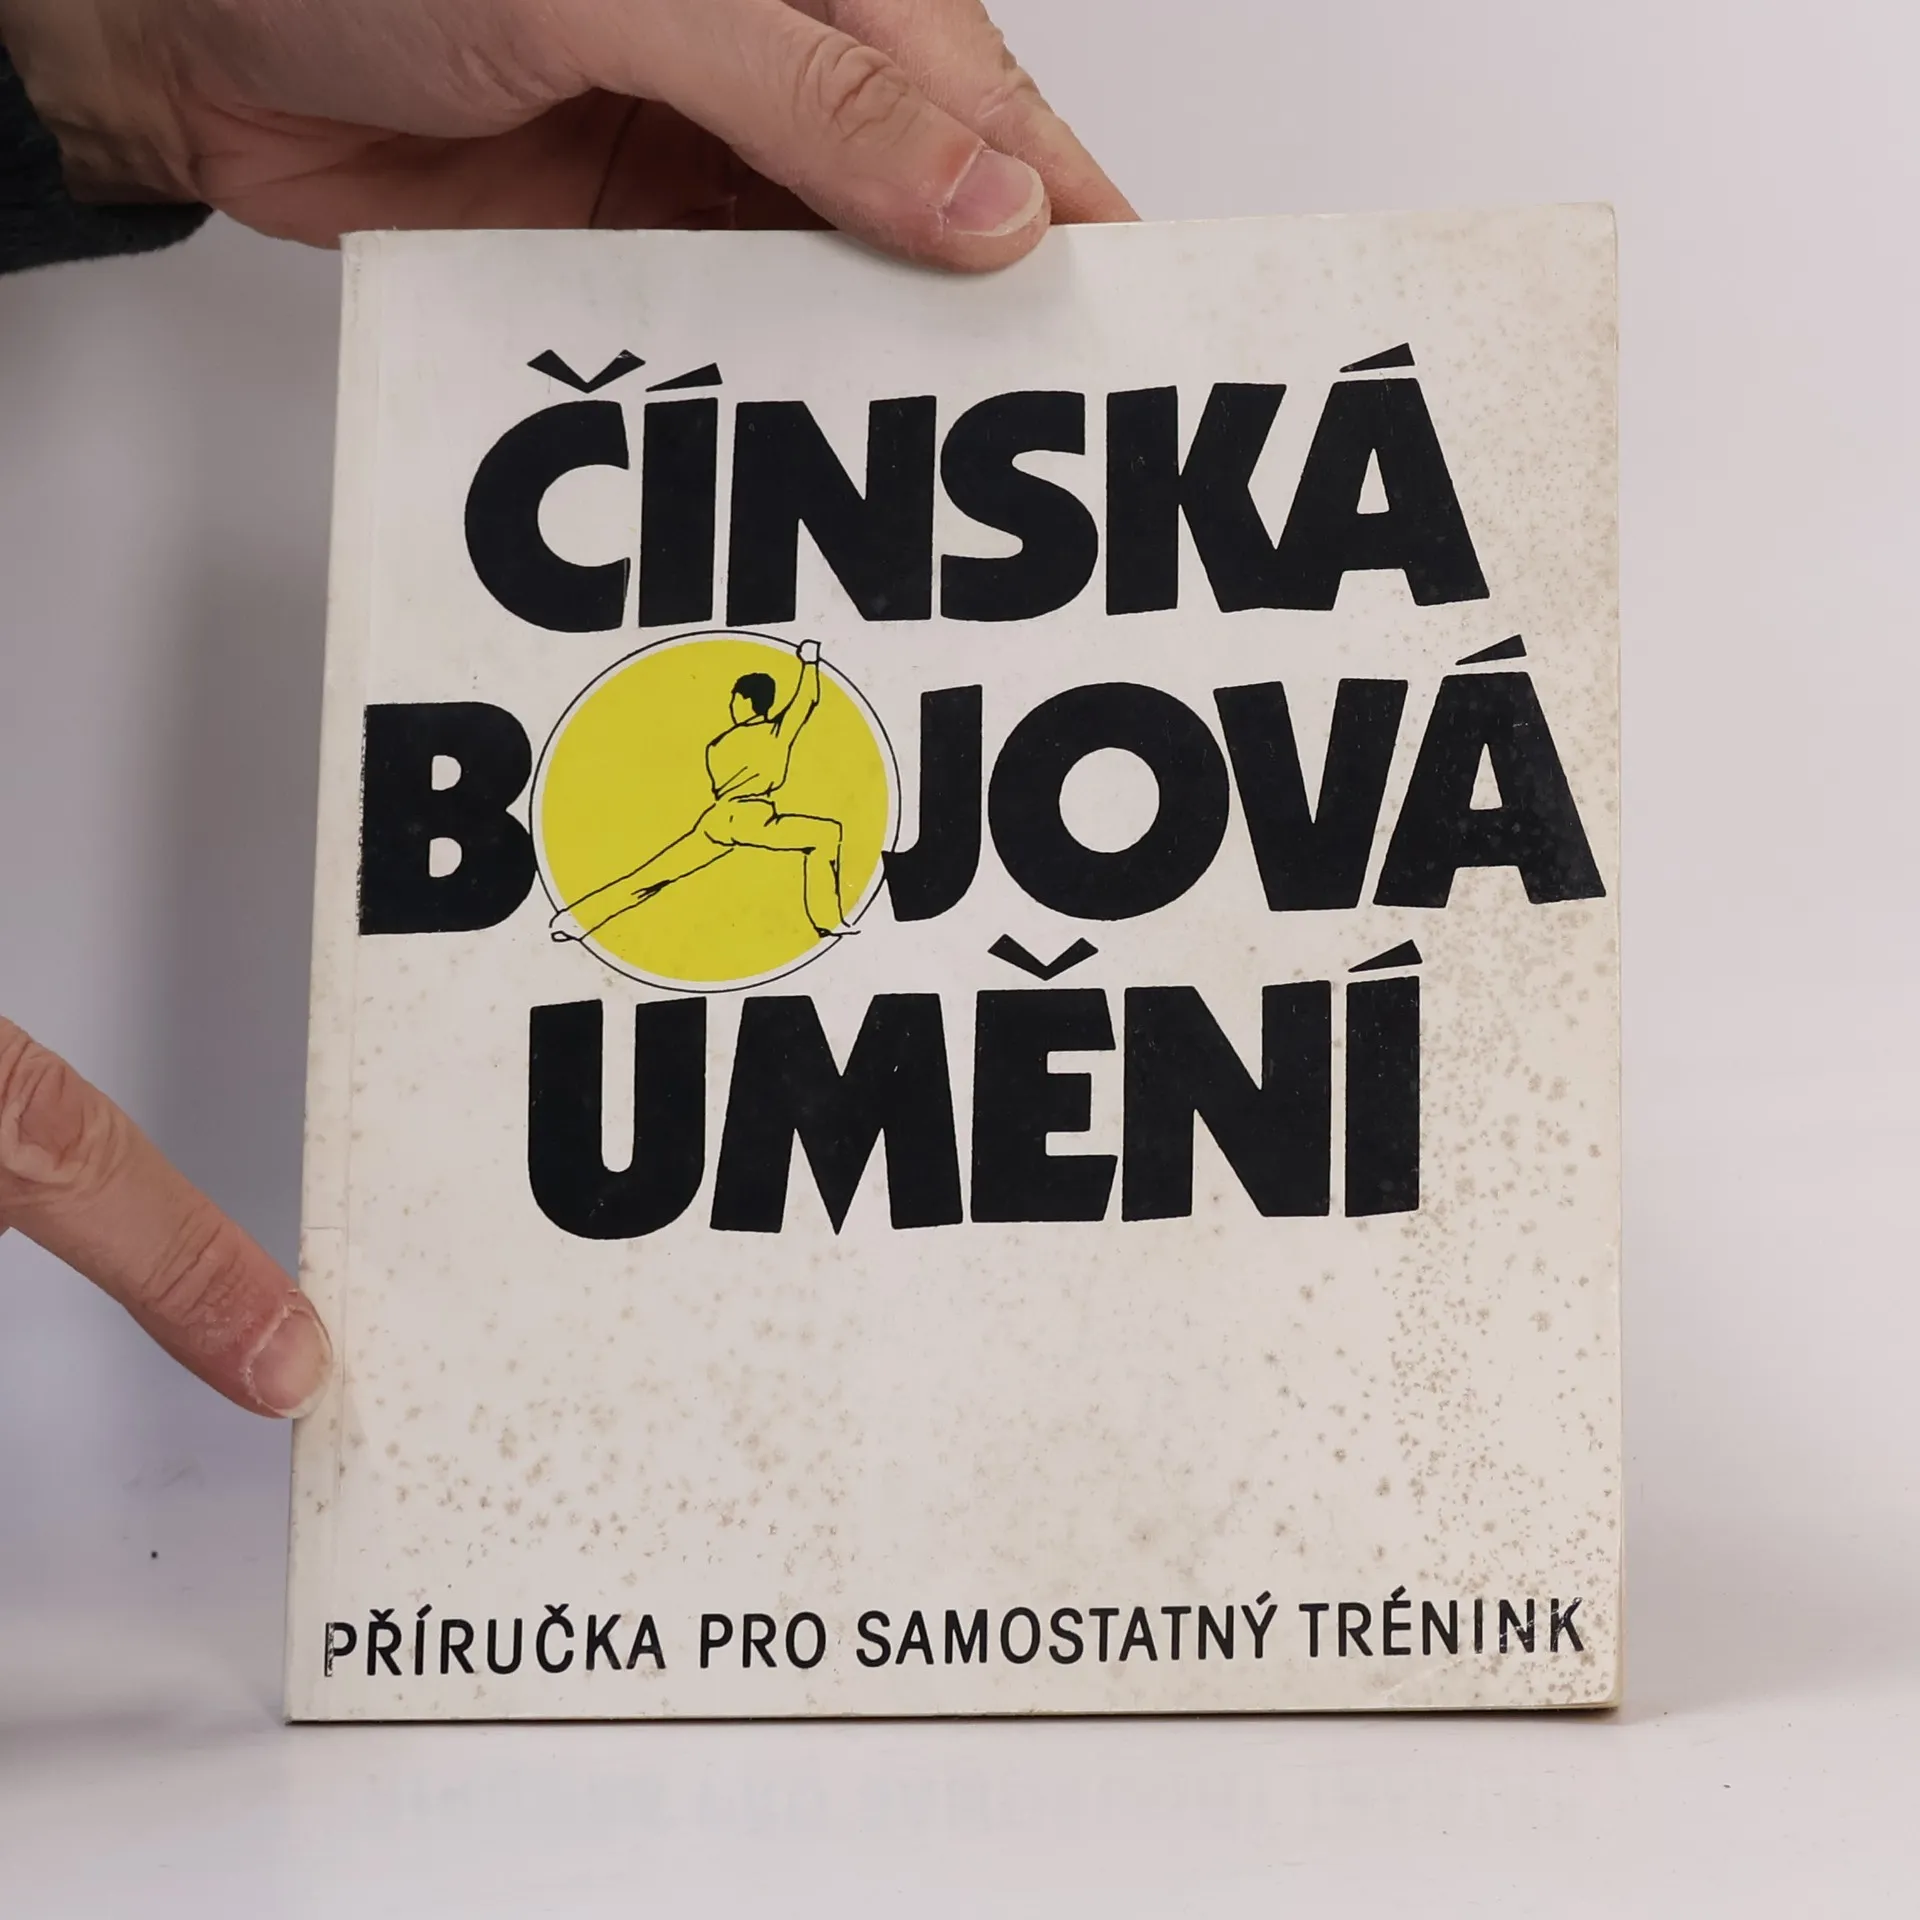 ČÍNSKÁ
BOJOVÁ
UMĚNÍ
PŘÍRUČKA PRO SAMOSTATNÝ TRÉNINK